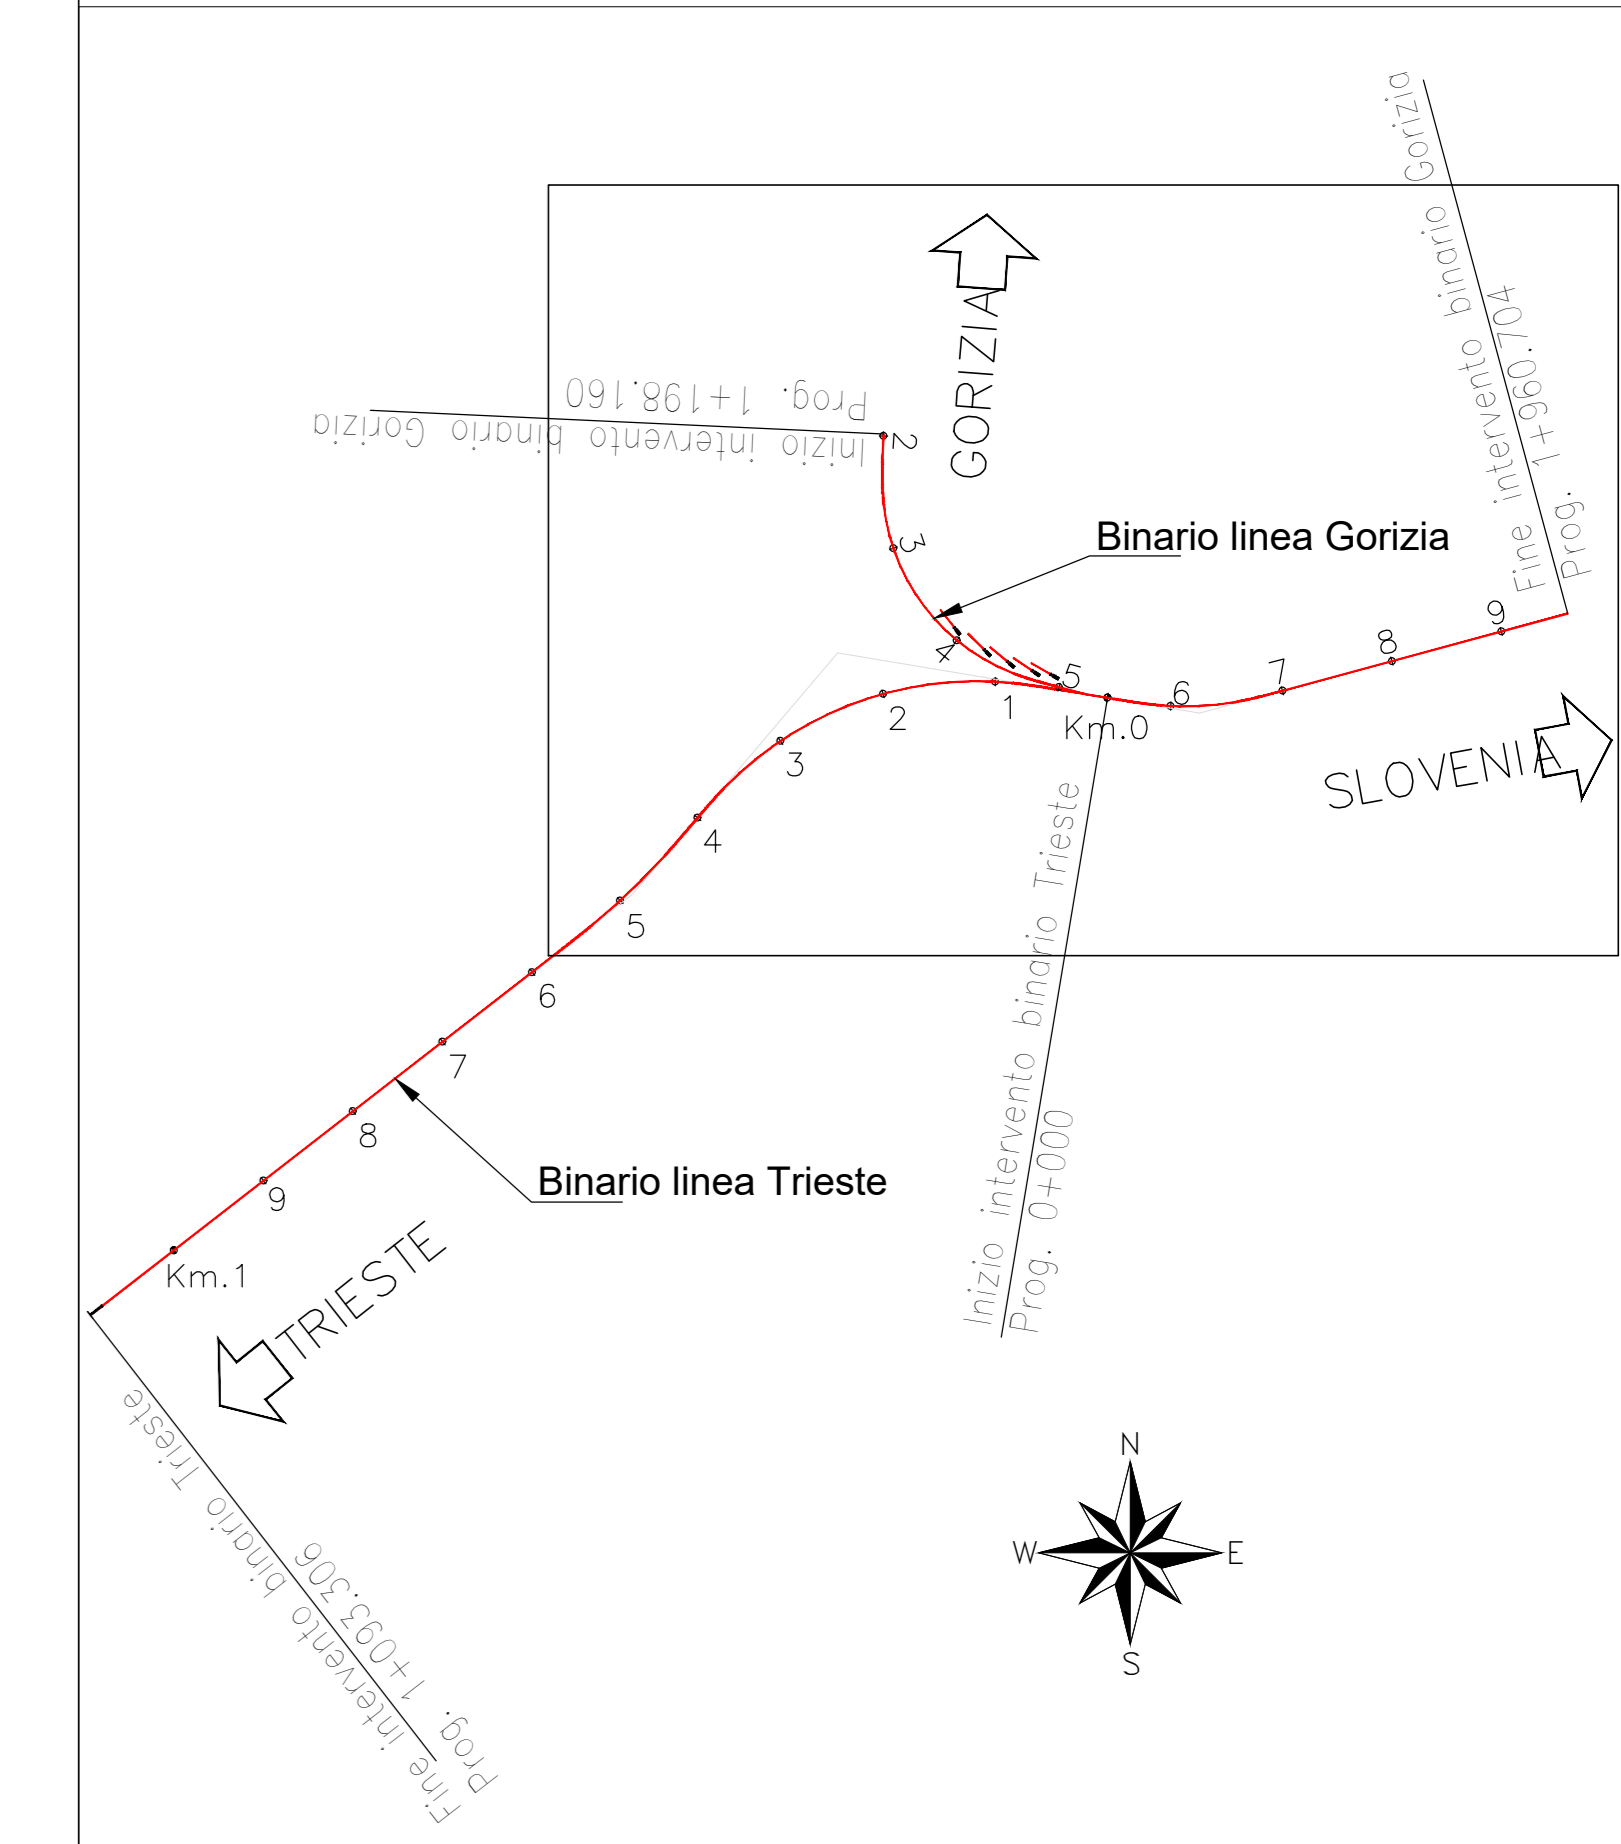 Fine intervento binario Gorizia
Prog. 1+960.704
GORIZIA
Prog. 1+198.160
Inizio intervento binario Gorizia
2
3
4
5
6
7
8
9
Binario linea Gorizia
Km.0
1
2
3
4
5
6
7
8
9
Km.1
SLOVENIA
Inizio intervento binario Trieste
Prog. 0+000
Binario linea Trieste
TRIESTE
Fine intervento binario Trieste
Prog. 1+093.306
N
W
E
S